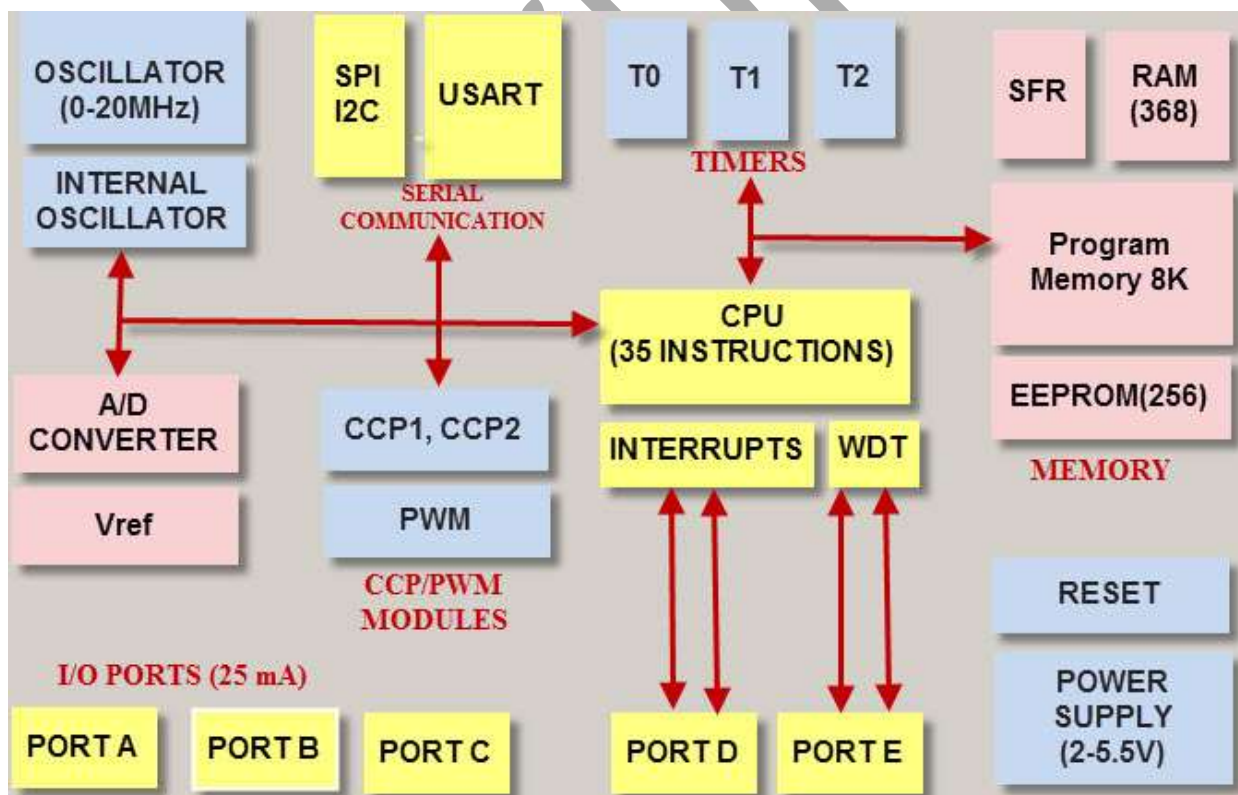 OSCILLATOR
(0-20MHz)
INTERNAL
OSCILLATOR
SPI
I2C
USART
SERIAL
COMMUNICATION
T0
T1
T2
TIMERS
SFR
RAM
(368)
Program
Memory 8K
EEPROM(256)
MEMORY
CPU
(35 INSTRUCTIONS)
INTERRUPTS
WDT
A/D
CONVERTER
Vref
CCP1, CCP2
PWM
CCP/PWM
MODULES
RESET
POWER
SUPPLY
(2-5.5V)
I/O PORTS (25 mA)
PORT A
PORT B
PORT C
PORT D
PORT E